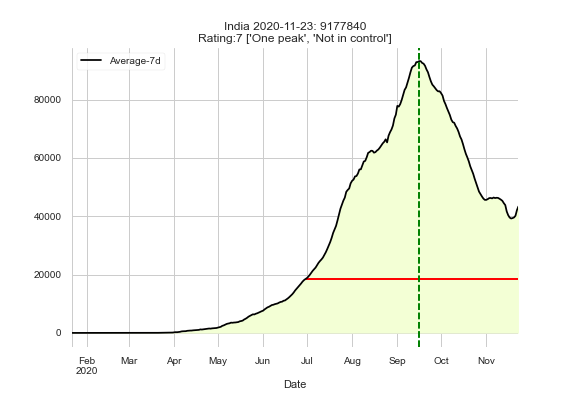 India 2020-11-23: 9177840
Rating:7 ['One peak', 'Not in control']
Average-7d
80000
60000
40000
20000
0
Feb Mar Apr May Jun Jul Aug Sep Oct Nov
2020
Date